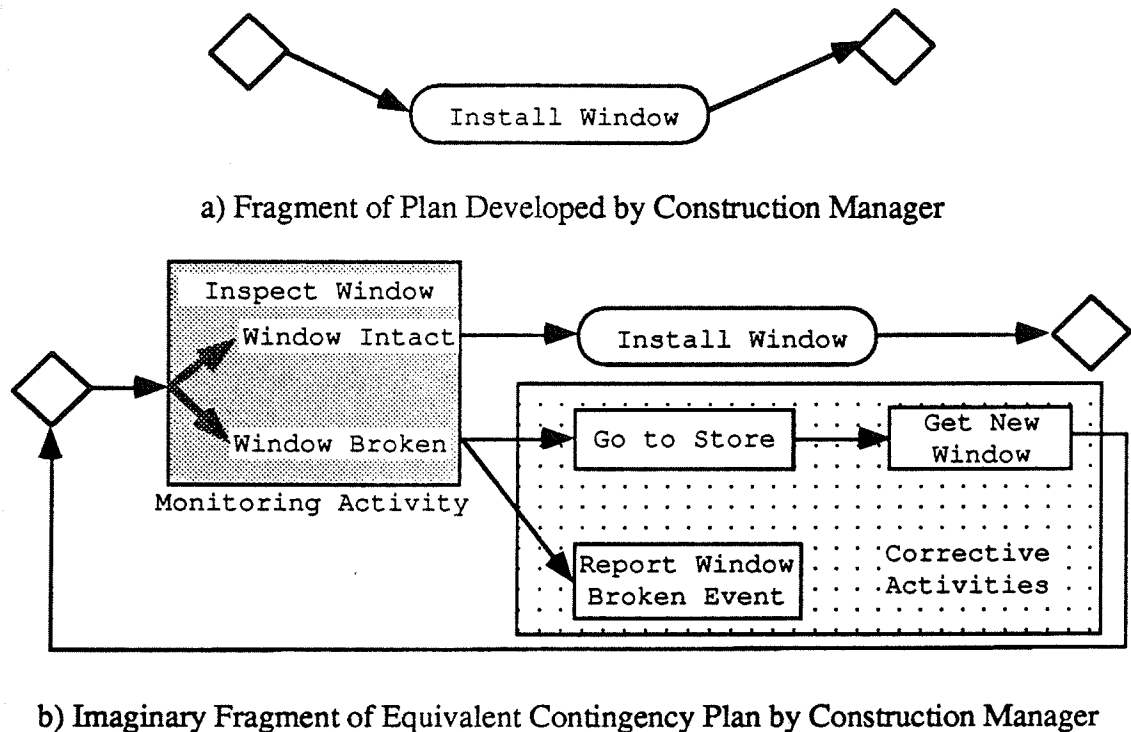 Install Window
a) Fragment of Plan Developed by Construction Manager
Inspect Window
Window Intact
Install Window
Window Broken
Go to Store
Get New
Window
Monitoring Activity
Report Window
Broken Event
Corrective
Activities
b) Imaginary Fragment of Equivalent Contingency Plan by Construction Manager